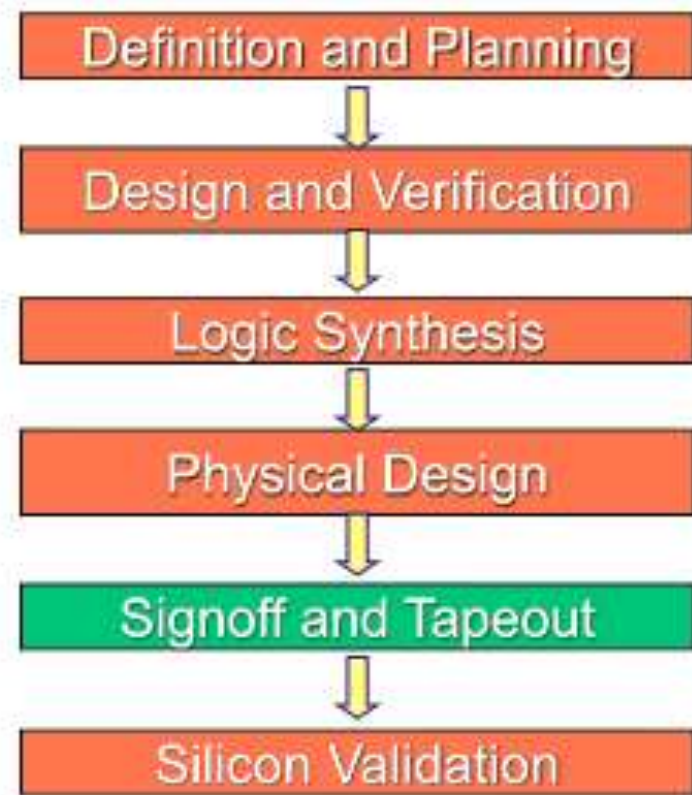 Definition and Planning
Design and Verification
Logic Synthesis
Physical Design
Signoff and Tapeout
Silicon Validation